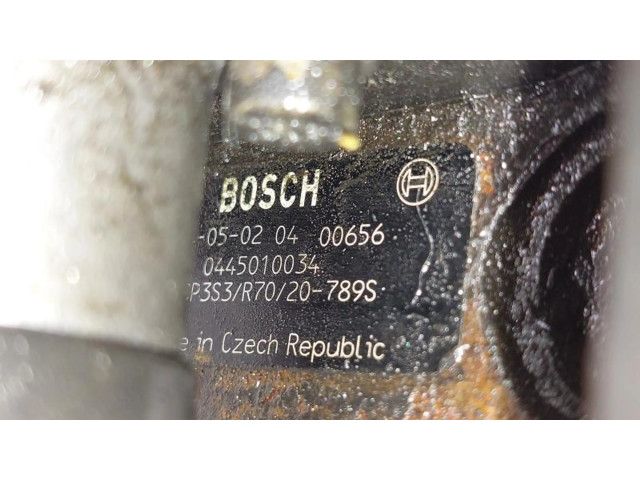 BOSCH
-05-02 04 00656
0445010034
P3S3/R70/20-789S
e in Czech Republic